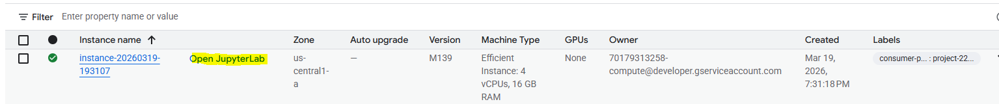 Filter Enter property name or value
Instance name ↑ Zone Auto upgrade Version Machine Type GPUs Owner Created Labels
instance-20260319- Open JupyterLab us- — M139 Efficient None 70179313258- Mar 19, consumer-p... : project-22...
193107 central1- Instance: 4 compute@developer.gserviceaccount.com 2026,
a vCPUs, 16 GB 7:31:18 PM
RAM